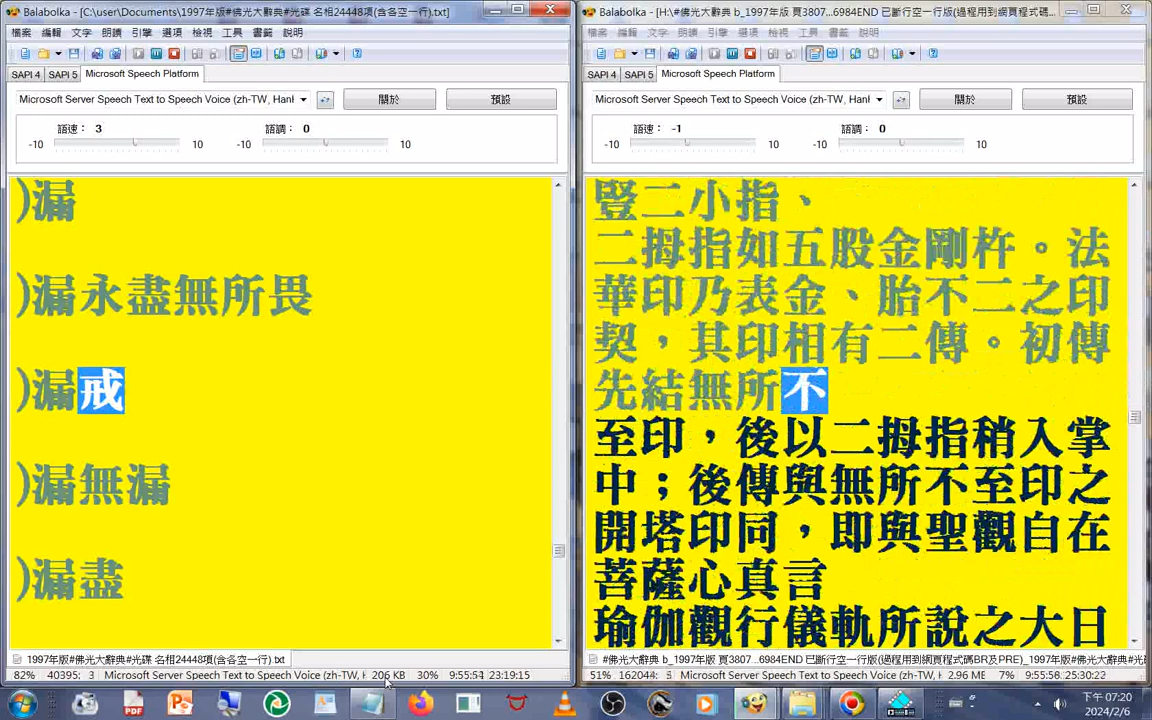 Balabolka - [C:\user\Documents\1997年版#佛光大辭典#光碟 名相24448項(含各空一行).txt]
檔案 編輯 文字 朗讀 引擎 選項 檢視 工具 書籤 說明
SAPI 4 SAPI 5 Microsoft Speech Platform
Microsoft Server Speech Text to Speech Voice (zh-TW, Hanl
關於 預設
語速： 3 語調： 0
-10 10 -10 10
)漏
)漏永盡無所畏
)漏戒
)漏無漏
)漏盡
1997年版#佛光大辭典#光碟 名相24448項(含各空一行).txt
82% 40395: 3 Microsoft Server Speech Text to Speech Voice (zh-TW, H 206 KB 30% 9:55:54 23:19:15
Balabolka - [H:\#佛光大辭典 b_1997年版 頁3807...6984END 已斷行空一行版(過程用到網頁程式碼...
檔案 編輯 文字 朗讀 引擎 選項 檢視 工具 書籤 說明
SAPI 4 SAPI 5 Microsoft Speech Platform
Microsoft Server Speech Text to Speech Voice (zh-TW, Hanl
關於 預設
語速： -1 語調： 0
-10 10 -10 10
豎二小指、
二拇指如五股金剛杵。法
華印乃表金、胎不二之印
契，其印相有二傳。初傳
先結無所不
至印，後以二拇指稍入掌
中；後傳與無所不至印之
開塔印同，即與聖觀自在
菩薩心真言
瑜伽觀行儀軌所說之大日
#佛光大辭典 b_1997年版 頁3807...6984END 已斷行空一行版(過程用到網頁程式碼BR及PRE)_1997年版#佛光
51% 162044: Microsoft Server Speech Text to Speech Voice (zh-TW, H 2.96 MB 7% 9:55:56 25:30:22
下午 07:20
2024/2/6